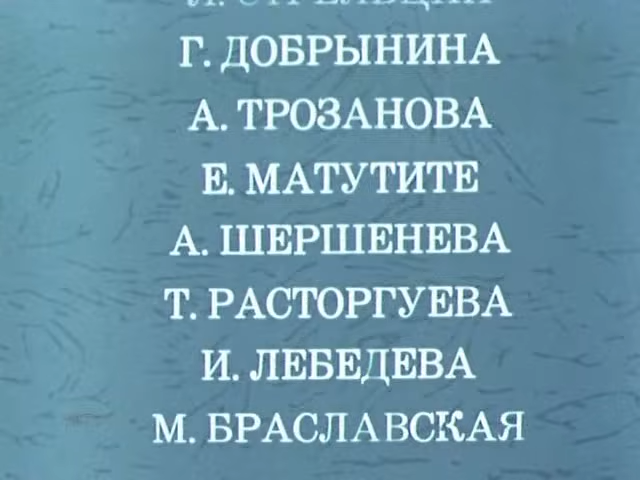 Г. ДОБРЫНИНА
А. ТРОЗАНОВА
Е. МАТУТИТЕ
А. ШЕРШЕНЕВА
Т. РАСТОРГУЕВА
И. ЛЕБЕДЕВА
М. БРАСЛАВСКАЯ